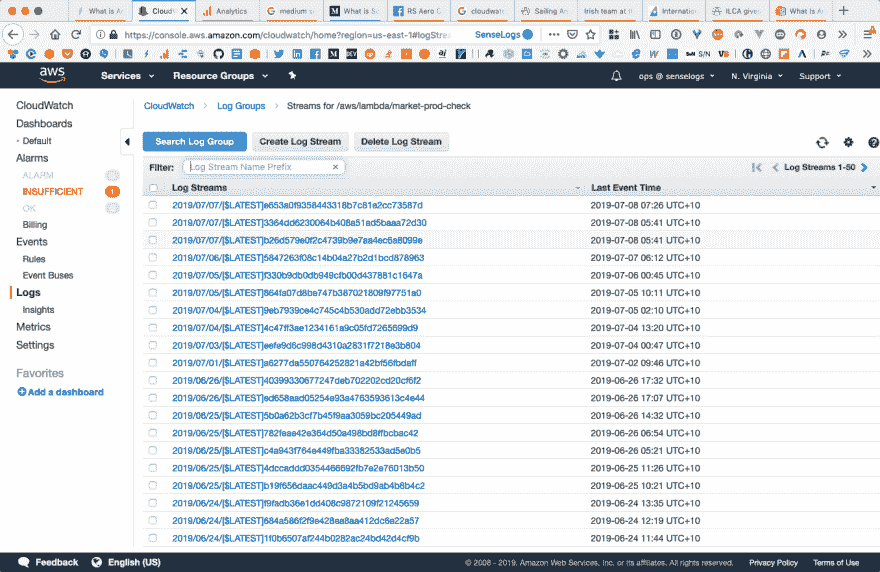 What is An
CloudW
Analytics
medium s
What is Sc
RS Aero C
cloudwatc
Sailing An
Irish team at th
Internation
ILCA gives
What is An
https://console.aws.amazon.com/cloudwatch/home?region=us-east-1#logStrea
SenseLogs
aws
Services
Resource Groups
ops @ senselogs
N. Virginia
Support
CloudWatch
Dashboards
Default
Alarms
ALARM
INSUFFICIENT
1
OK
Billing
Events
Rules
Event Buses
Logs
Insights
Metrics
Settings
Favorites
Add a dashboard
CloudWatch > Log Groups > Streams for /aws/lambda/market-prod-check
Search Log Group
Create Log Stream
Delete Log Stream
Filter: Log Stream Name Prefix
Log Streams 1-50
Log Streams
Last Event Time
2019/07/07/[$LATEST]e653a0f9358443318b7c81e2cc73587d 2019-07-08 07:26 UTC+10
2019/07/07/[$LATEST]3364dd6230064b408a51ad5baaa72d30 2019-07-08 05:41 UTC+10
2019/07/07/[$LATEST]b26d579e0f2c4739b9e7aa4ec6a8099e 2019-07-08 05:41 UTC+10
2019/07/06/[$LATEST]5847263f08c14b04a27b2d1bcd878963 2019-07-07 06:12 UTC+10
2019/07/05/[$LATEST]f330b9db0db949cfb00d437881c1647a 2019-07-06 00:45 UTC+10
2019/07/05/[$LATEST]864fa07d8ba747b387021809f97751a0 2019-07-05 10:11 UTC+10
2019/07/04/[$LATEST]9eb7939ce4c745c4b530add72ebb3534 2019-07-05 02:10 UTC+10
2019/07/04/[$LATEST]4c47ff3ae1234161a9c05fd7265699d9 2019-07-04 13:20 UTC+10
2019/07/03/[$LATEST]eefe9d6c998d4310a2831f7218e3b804 2019-07-04 00:47 UTC+10
2019/07/01/[$LATEST]a6277da550764252821a42bf56fbdaff 2019-07-02 09:46 UTC+10
2019/06/26/[$LATEST]40399330677247deb702202cd20cf6f2 2019-06-26 17:32 UTC+10
2019/06/26/[$LATEST]ed658aad05254e93a4763593613c4e44 2019-06-26 17:07 UTC+10
2019/06/25/[$LATEST]5b0a62b3cf7b45f9aa3059bc205449ad 2019-06-26 14:32 UTC+10
2019/06/25/[$LATEST]782feae42e364d50a498bd8ffbcbac42 2019-06-26 06:54 UTC+10
2019/06/25/[$LATEST]c4a943f764e449fba33382533ad5e0b5 2019-06-26 05:21 UTC+10
2019/06/25/[$LATEST]4dccaddd0354466692fb7e2e76013b50 2019-06-25 11:26 UTC+10
2019/06/25/[$LATEST]b19f656daac449d3a4b5bd9ab4b8b4c2 2019-06-25 10:21 UTC+10
2019/06/24/[$LATEST]f9fadb36e1dd408c9872109f21245659 2019-06-24 13:35 UTC+10
2019/06/24/[$LATEST]684a586f2f9e428ea8aa412dc6e22a57 2019-06-24 12:19 UTC+10
2019/06/24/[$LATEST]1f0b6507af244b0282ac24bd42d4cf9b 2019-06-24 11:44 UTC+10
Feedback
English (US)
© 2008 - 2019, Amazon Web Services, Inc. or its affiliates. All rights reserved.
Privacy Policy
Terms of Use